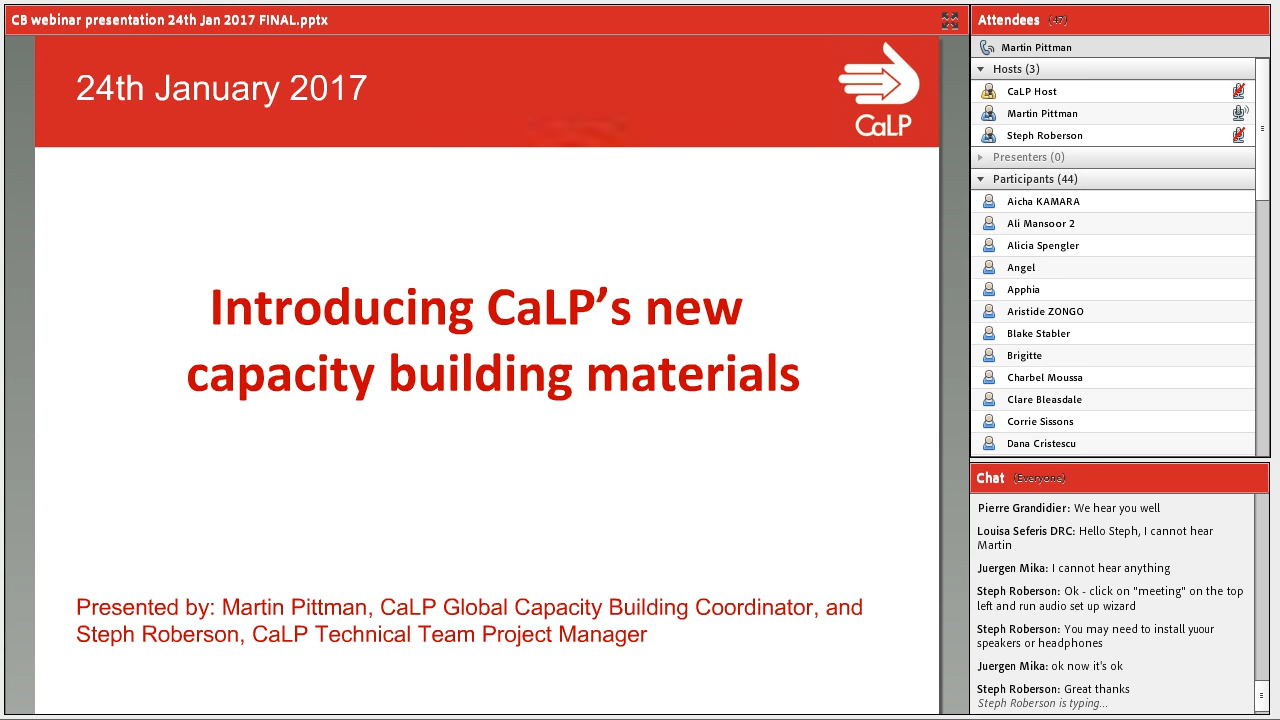 CB webinar presentation 24th Jan 2017 FINAL.pptx
24th January 2017
CaLP
Introducing CaLP’s new
capacity building materials
Presented by: Martin Pittman, CaLP Global Capacity Building Coordinator, and
Steph Roberson, CaLP Technical Team Project Manager
Attendees (47)
Martin Pittman
Hosts (3)
CaLP Host
Martin Pittman
Steph Roberson
Presenters (0)
Participants (44)
Aicha KAMARA
Ali Mansoor 2
Alicia Spengler
Angel
Apphia
Aristide ZONGO
Blake Stabler
Brigitte
Charbel Moussa
Clare Bleasdale
Corrie Sissons
Dana Cristescu
Chat (Everyone)
Pierre Grandidier: We hear you well
Louisa Seferis DRC: Hello Steph, I cannot hear
Martin
Juergen Mika: I cannot hear anything
Steph Roberson: Ok - click on "meeting" on the top
left and run audio set up wizard
Steph Roberson: You may need to install yuour
speakers or headphones
Juergen Mika: ok now it's ok
Steph Roberson: Great thanks
Steph Roberson is typing...